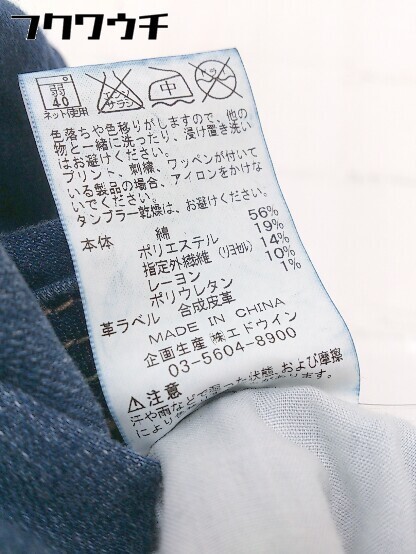 フクワウチ
弱
40
ネット使用
エンソ
サラシ
中
ドラム
色落ちや色移りがしますので、他の
物と一緒に洗ったり、浸け置き洗い
はお避けください。
プリント、刺繍、ワッペンが付いて
いる製品の場合、アイロンをかけな
いでください。
タンブラー乾燥は、お避けください。
本体 綿 56%
ポリエステル 19%
指定外繊維(リヨセル) 14%
レーヨン 10%
ポリウレタン 1%
革ラベル 合成皮革
MADE IN CHINA
企画生産 ㈱エドウイン
03-5604-8900
⚠注意
汗や雨などで湿った状態、および摩擦
により